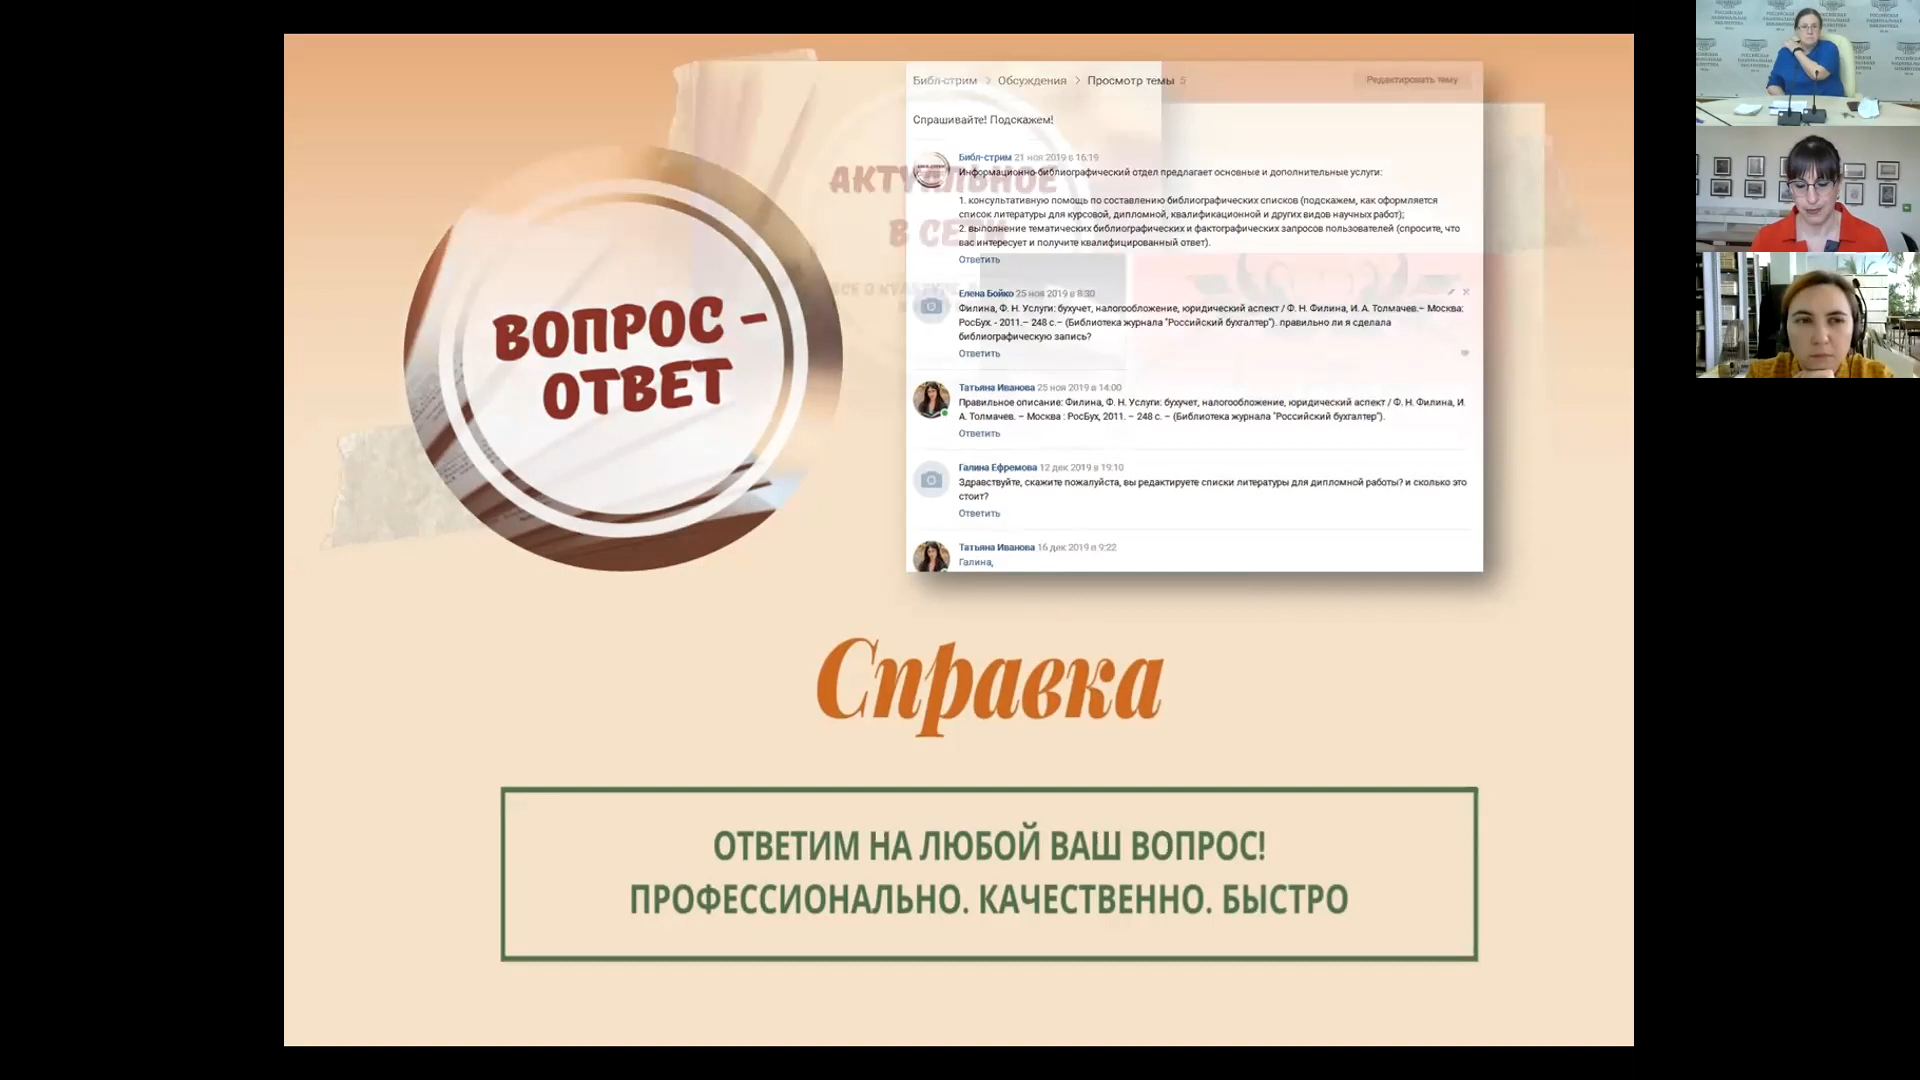 ВОПРОС -
ОТВЕТ
АКТУАЛЬНОЕ
В СЕТИ
Библ-стрим > Обсуждения > Просмотр темы 5
Редактировать тему
Спрашивайте! Подскажем!
Библ-стрим 21 ноя 2019 в 16:19
Информационно-библиографический отдел предлагает основные и дополнительные услуги:
1. консультативную помощь по составлению библиографических списков (подскажем, как оформляется
список литературы для курсовой, дипломной, квалификационной и других видов научных работ);
2. выполнение тематических библиографических и фактографических запросов пользователей (спросите, что
вас интересует и получите квалифицированный ответ).
Ответить
Елена Бойко 25 ноя 2019 в 8:30
Филина, Ф. Н. Услуги: бухучет, налогообложение, юридический аспект / Ф. Н. Филина, И. А. Толмачев.– Москва:
РосБух. - 2011.– 248 с.– (Библиотека журнала "Российский бухгалтер"). правильно ли я сделала
библиографическую запись?
Ответить
Татьяна Иванова 25 ноя 2019 в 14:00
Правильное описание: Филина, Ф. Н. Услуги: бухучет, налогообложение, юридический аспект / Ф. Н. Филина, И.
А. Толмачев. – Москва : РосБух, 2011. – 248 с. – (Библиотека журнала "Российский бухгалтер").
Ответить
Галина Ефремова 12 дек 2019 в 19:10
Здравствуйте, скажите пожалуйста, вы редактируете списки литературы для дипломной работы? и сколько это
стоит?
Ответить
Татьяна Иванова 16 дек 2019 в 9:22
Галина,
Справка
ОТВЕТИМ НА ЛЮБОЙ ВАШ ВОПРОС!
ПРОФЕССИОНАЛЬНО. КАЧЕСТВЕННО. БЫСТРО